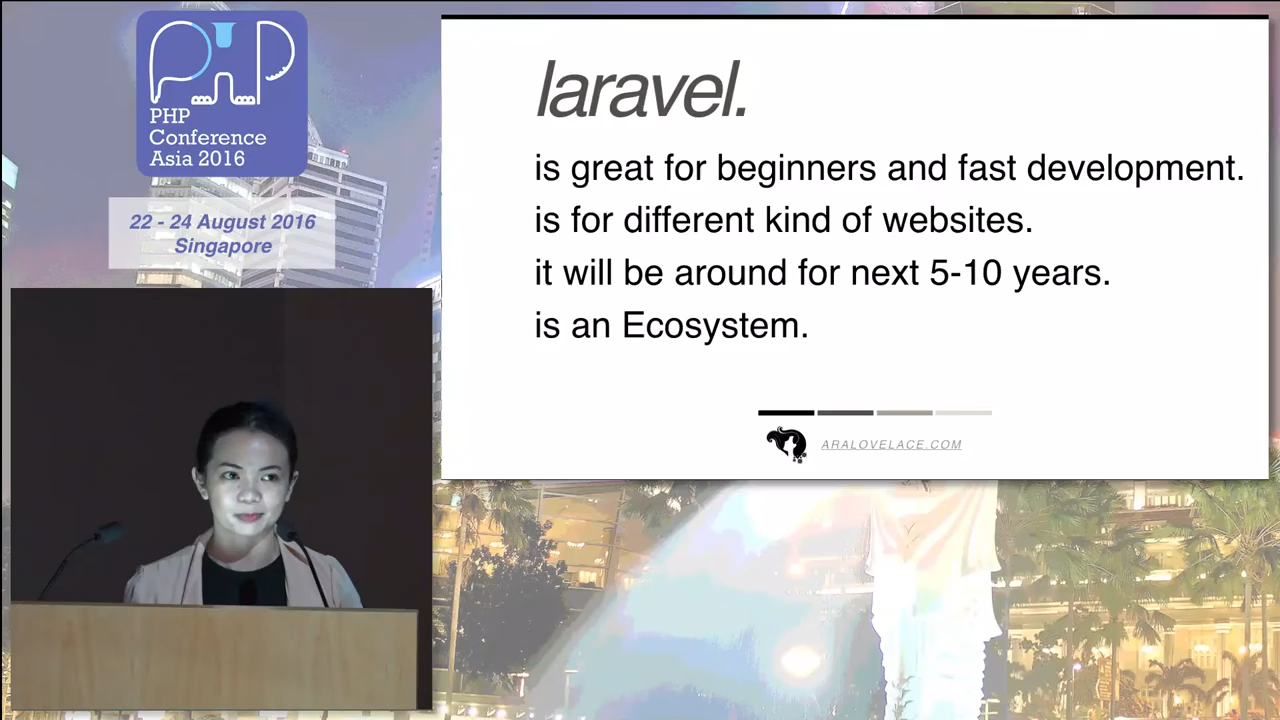 PHP
PHP
Conference
Asia 2016
22 - 24 August 2016
Singapore
laravel.
is great for beginners and fast development.
is for different kind of websites.
it will be around for next 5-10 years.
is an Ecosystem.
ARALOVELACE.COM